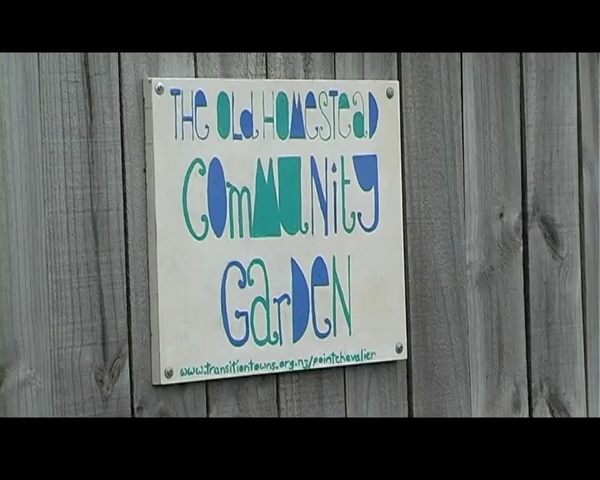 THE OLd HOMesteaD
CommuNity
GarDeN
www.transitiontowns.org.nz/pointchevalier